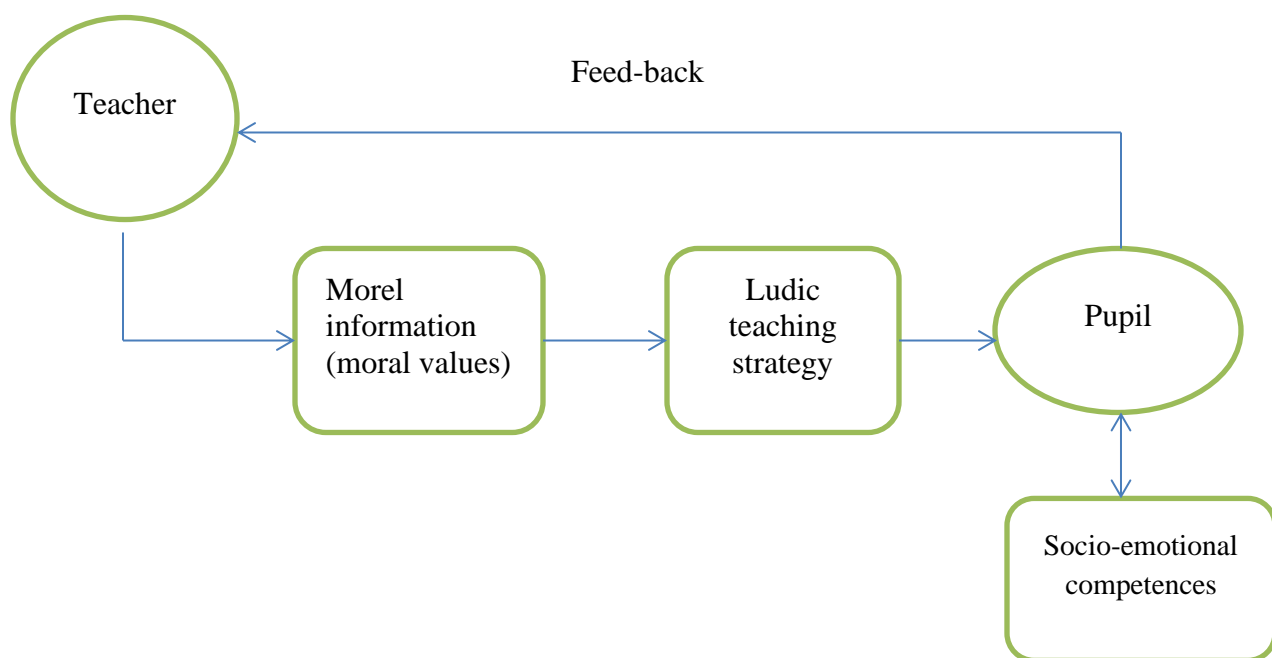 Feed-back
Teacher
Morel
information
(moral values)
Ludic
teaching
strategy
Pupil
Socio-emotional
competences